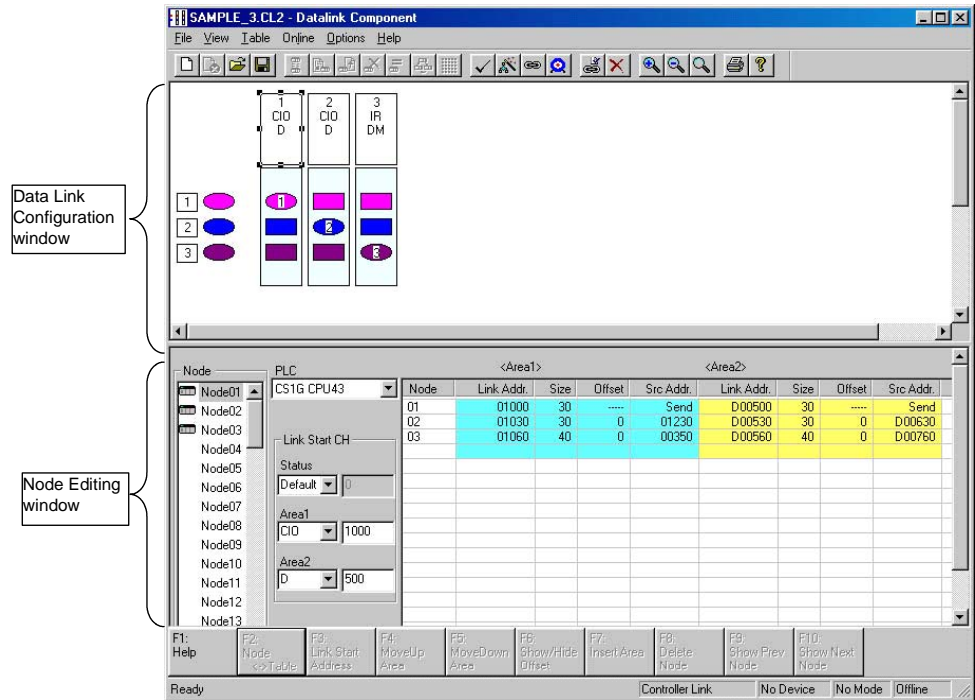 SAMPLE_3.CL2 - Datalink Component
File View Table Online Options Help
1 CIO D
2 CIO D
3 IR DM
1 1
2 2
3 3
Data Link Configuration window
Node Editing window
Node
Node01
Node02
Node03
Node04
Node05
Node06
Node07
Node08
Node09
Node10
Node11
Node12
Node13
PLC
CS1G CPU43
Link Start CH
Status
Default 0
Area1
CIO 1000
Area2
D 500
<Area1> <Area2>
Node Link Addr. Size Offset Src Addr. Link Addr. Size Offset Src Addr.
01 01000 30 ----- Send D00500 30 ----- Send
02 01030 30 0 01230 D00530 30 0 D00630
03 01060 40 0 00350 D00560 40 0 D00760
F1: Help
F2: Node <->Table
F3: Link Start Address
F4: MoveUp Area
F5: MoveDown Area
F6: Show/Hide Offset
F7: Insert Area
F8: Delete Node
F9: Show Prev Node
F10: Show Next Node
Ready Controller Link No Device No Mode Offline